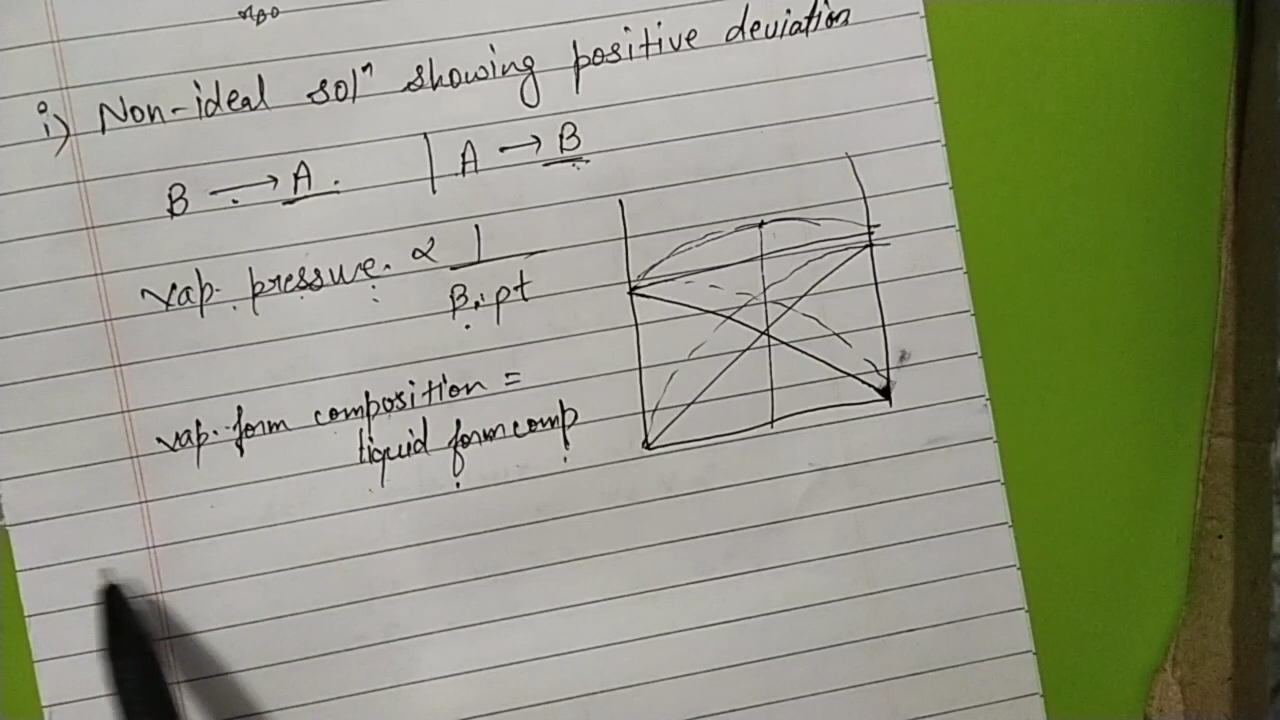 i) Non-ideal solⁿ showing positive deviation
B → A. | A → B
Vap. pressure. ∝ 1
B.pt
vap. form composition =
liquid form comp